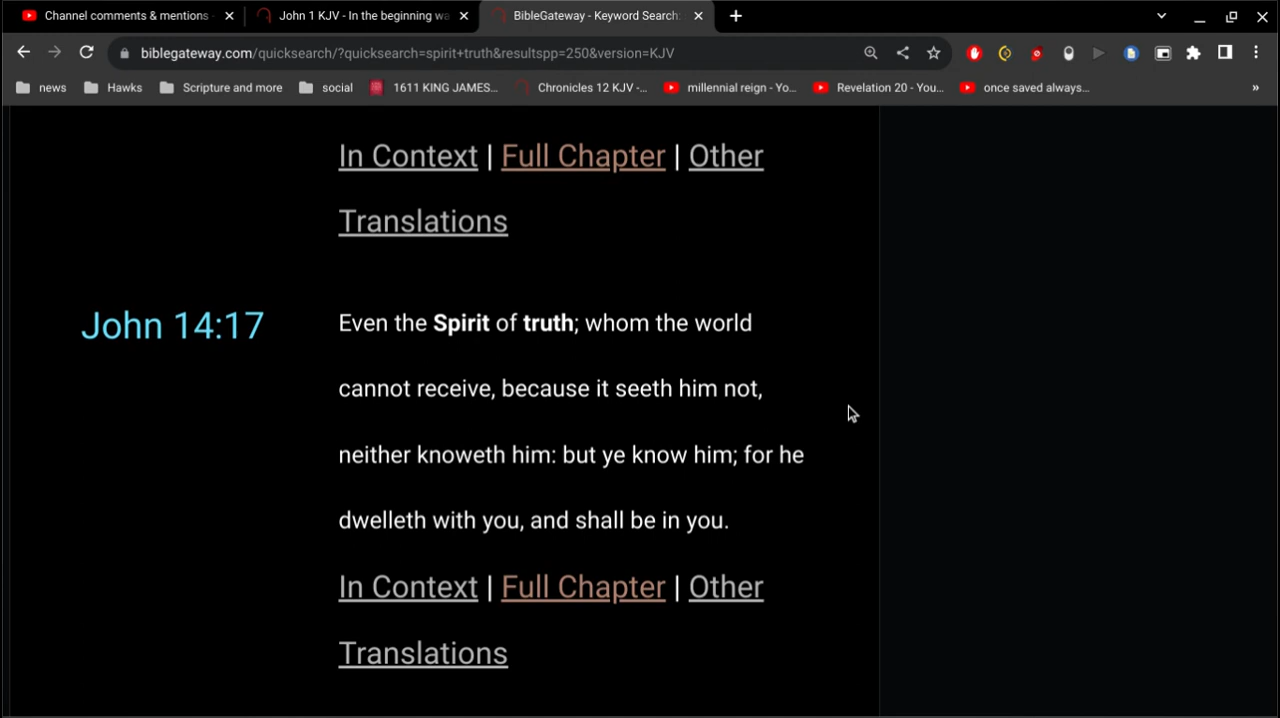 Channel comments & mentions -
John 1 KJV - In the beginning wa
BibleGateway - Keyword Search:
biblegateway.com/quicksearch/?quicksearch=spirit+truth&resultspp=250&version=KJV
news
Hawks
Scripture and more
social
1611 KING JAMES...
Chronicles 12 KJV -...
millennial reign - Yo...
Revelation 20 - You...
once saved always...
»
In Context | Full Chapter | Other
Translations
John 14:17
Even the Spirit of truth; whom the world
cannot receive, because it seeth him not,
neither knoweth him: but ye know him; for he
dwelleth with you, and shall be in you.
In Context | Full Chapter | Other
Translations